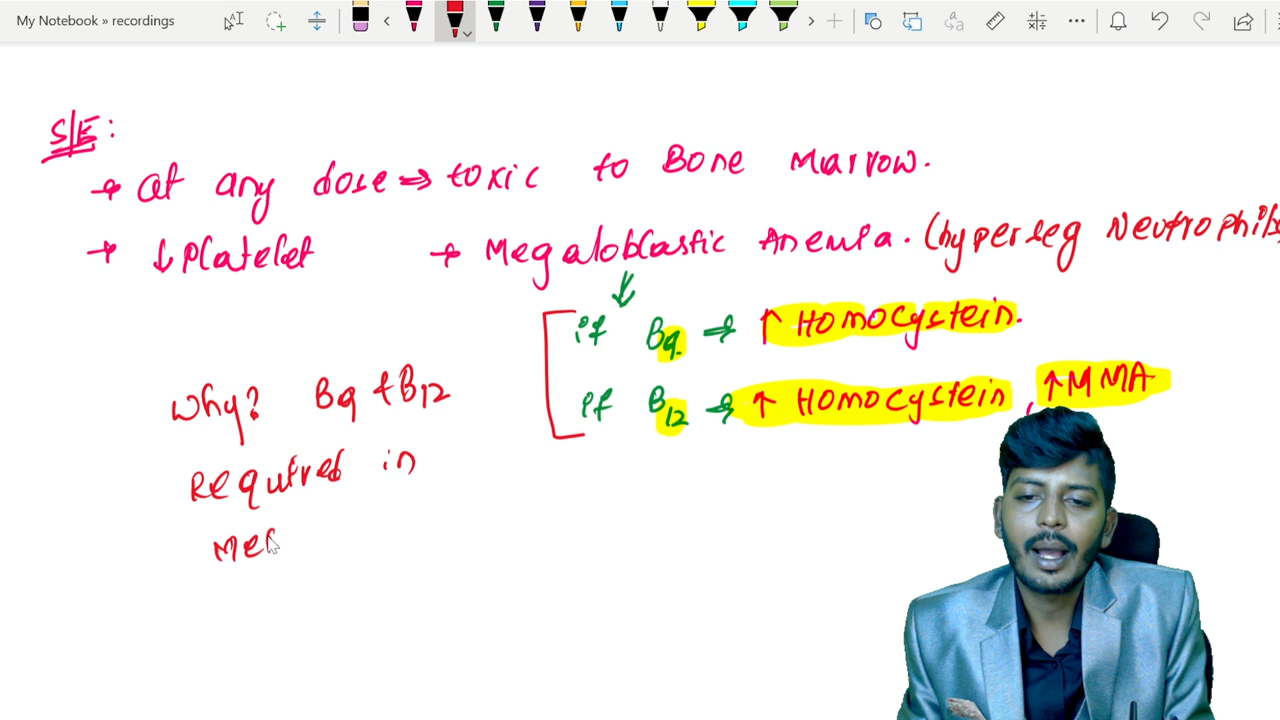 My Notebook » recordings
S/E:
→ at any dose ⇒ toxic to Bone Marrow.
→ ↓ Platelet → Megaloblastic Anemia. (hyperseg Neutrophils
↓
if B9 ⇒ ↑ Homocystein.
if B12 ⇒ ↑ Homocystein, ↑ MMA
Why? B9 & B12
Required in
Met